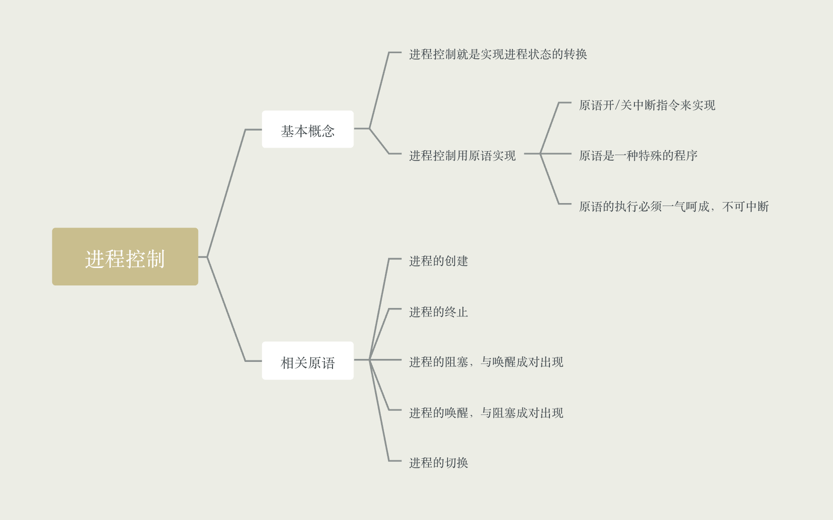 进程控制
基本概念
进程控制就是实现进程状态的转换
进程控制用原语实现
原语开/关中断指令来实现
原语是一种特殊的程序
原语的执行必须一气呵成，不可中断
相关原语
进程的创建
进程的终止
进程的阻塞，与唤醒成对出现
进程的唤醒，与阻塞成对出现
进程的切换